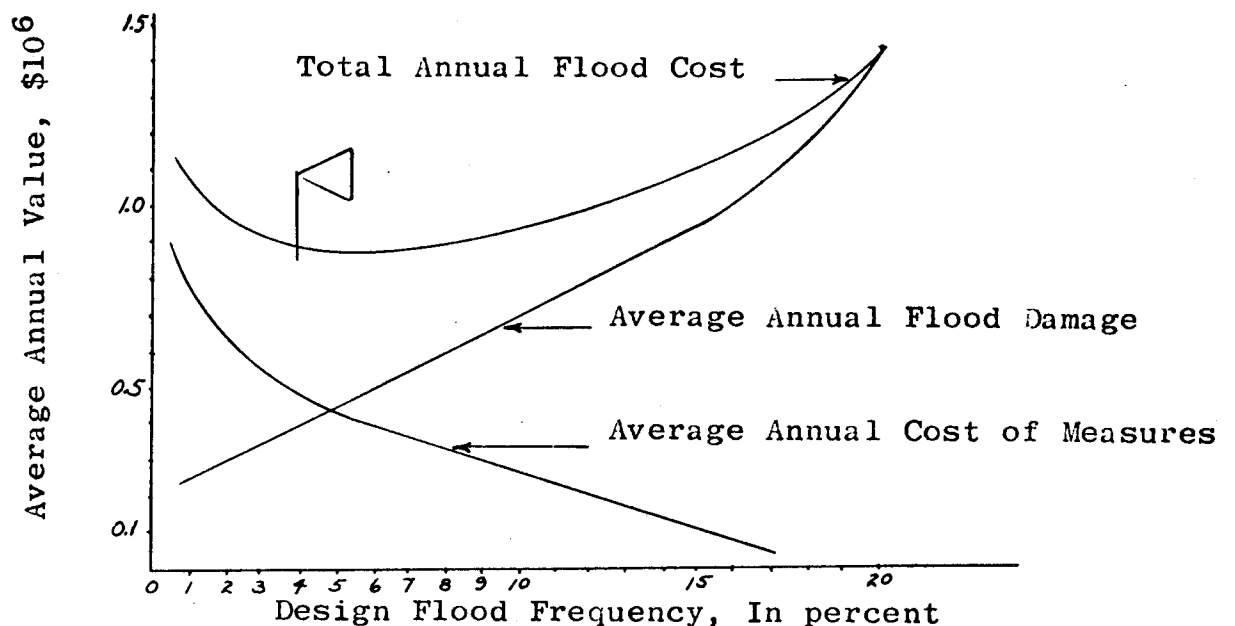 Average Annual Value, $10⁶
1.5
1.0
0.5
0.1
Total Annual Flood Cost
Average Annual Flood Damage
Average Annual Cost of Measures
0 1 2 3 4 5 6 7 8 9 10 15 20
Design Flood Frequency, In percent